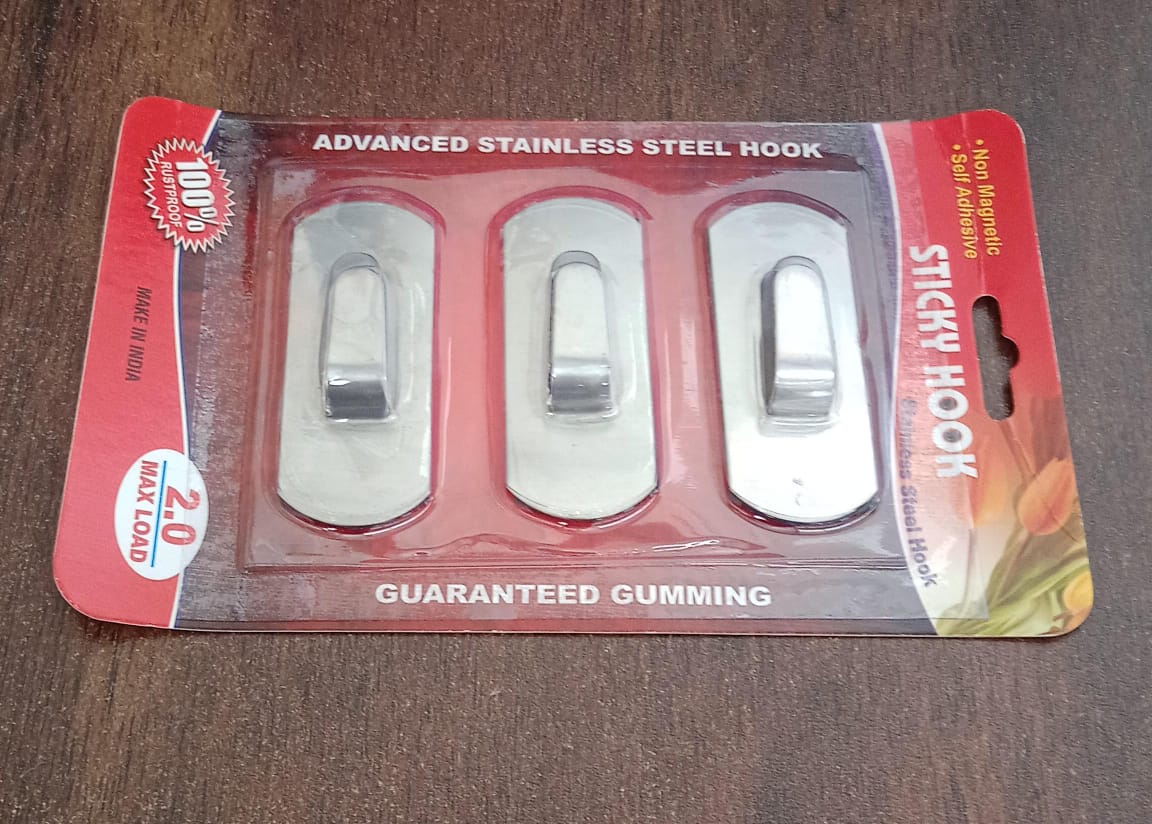 ADVANCED STAINLESS STEEL HOOK
• Non Magnetic
• Self Adhesive
STICKY HOOK
Stainless Steel Hook
100%
RUSTPROOF
MAKE IN INDIA
2.0
MAX LOAD
GUARANTEED GUMMING